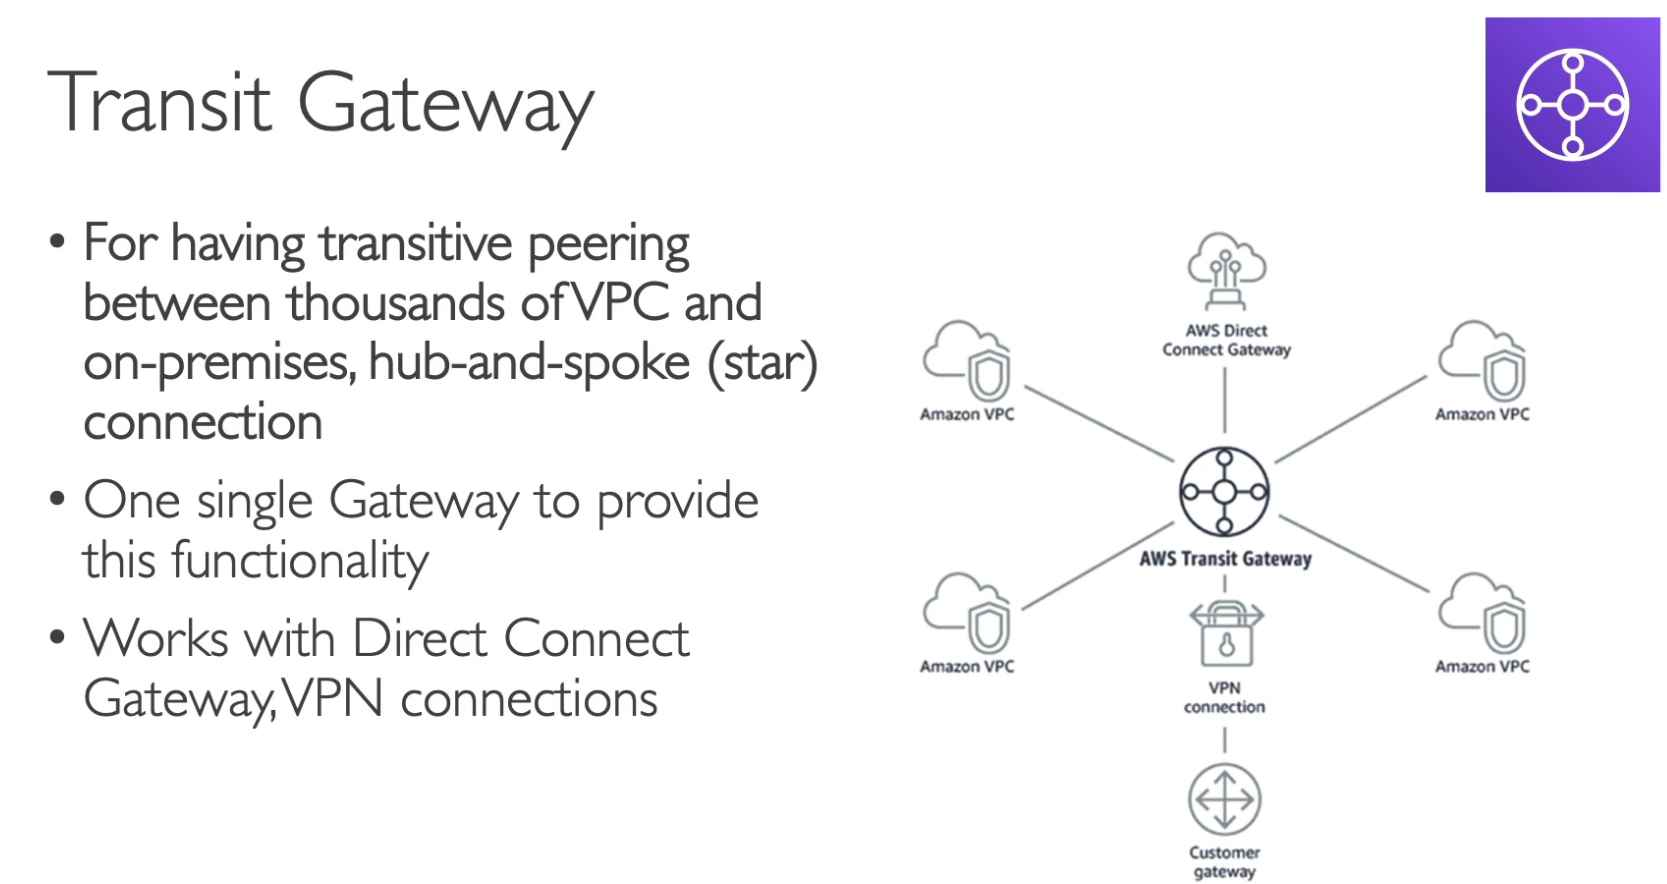 Transit Gateway
• For having transitive peering
between thousands of VPC and
on-premises, hub-and-spoke (star)
connection
• One single Gateway to provide
this functionality
• Works with Direct Connect
Gateway, VPN connections
AWS Direct
Connect Gateway
Amazon VPC
Amazon VPC
AWS Transit Gateway
Amazon VPC
Amazon VPC
VPN
connection
Customer
gateway